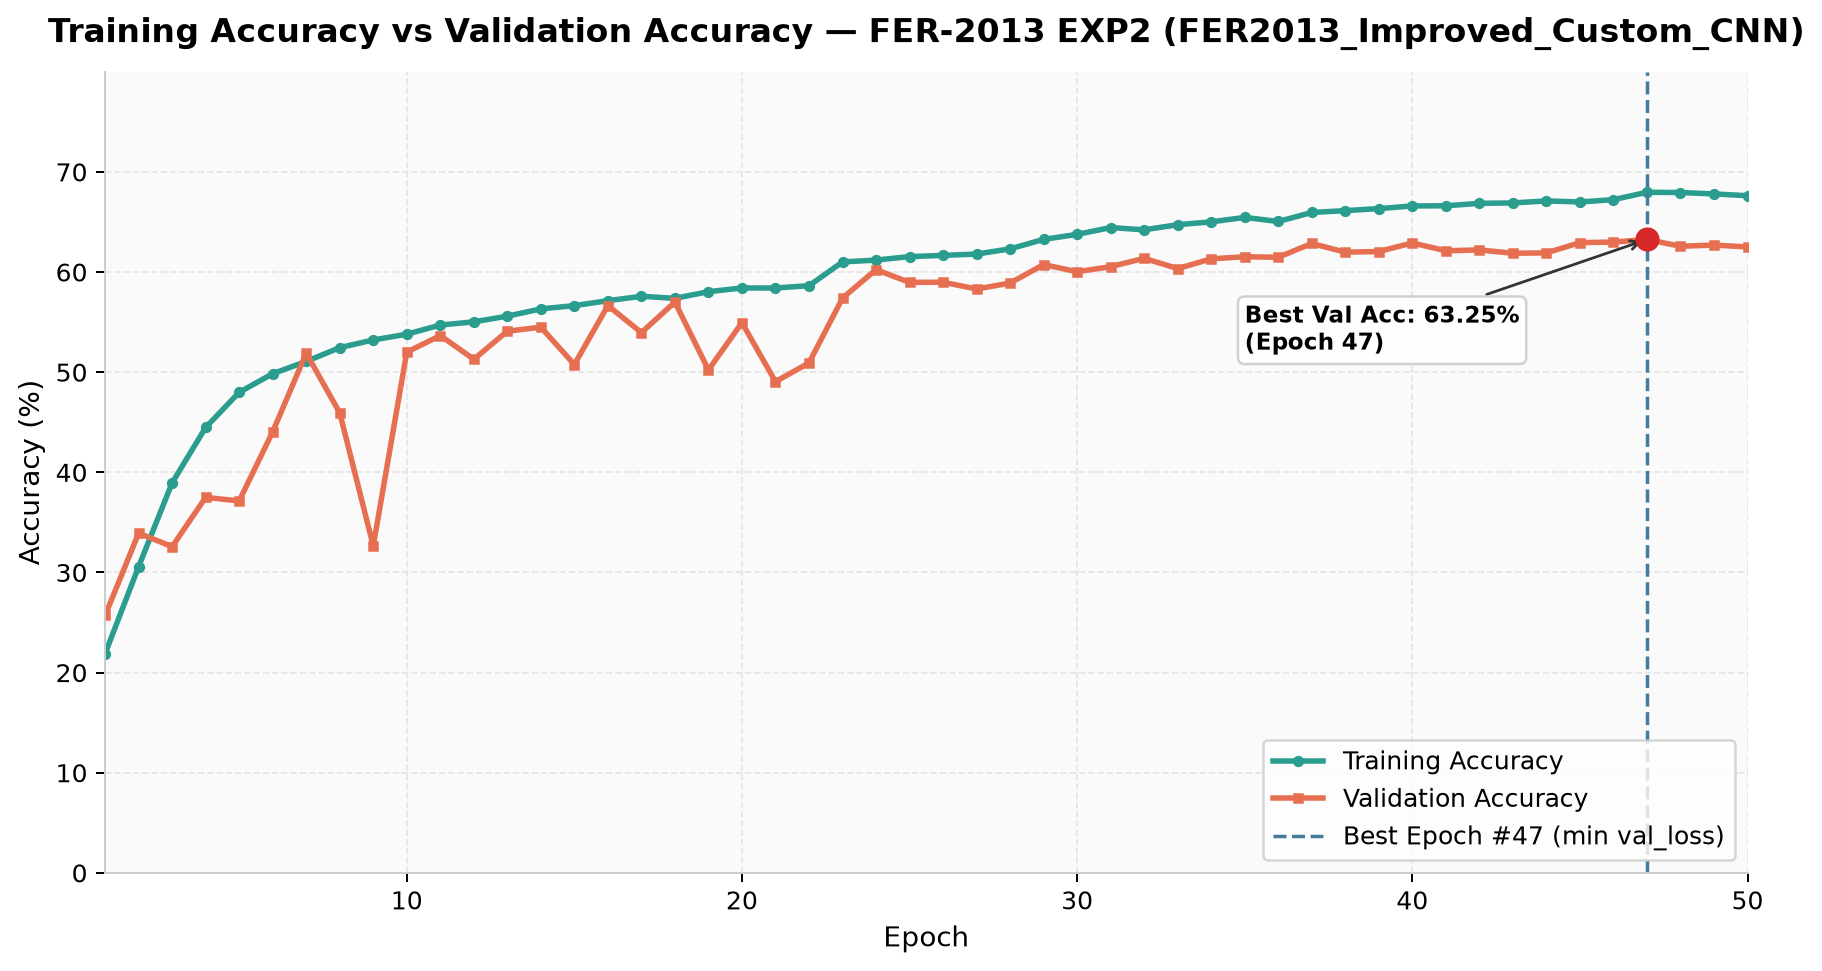 Training Accuracy vs Validation Accuracy — FER-2013 EXP2 (FER2013_Improved_Custom_CNN)
Accuracy (%)
70
60
50
40
30
20
10
0
Best Val Acc: 63.25%
(Epoch 47)
Training Accuracy
Validation Accuracy
Best Epoch #47 (min val_loss)
10 20 30 40 50
Epoch